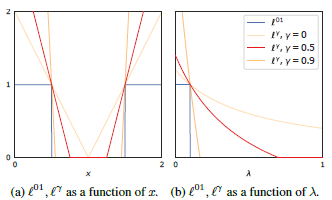 2
1
0
0
x
2
0
λ
1
ℓ⁰¹
ℓᵞ, γ = 0
ℓᵞ, γ = 0.5
ℓᵞ, γ = 0.9
(a) ℓ⁰¹, ℓᵞ as a function of x. (b) ℓ⁰¹, ℓᵞ as a function of λ.